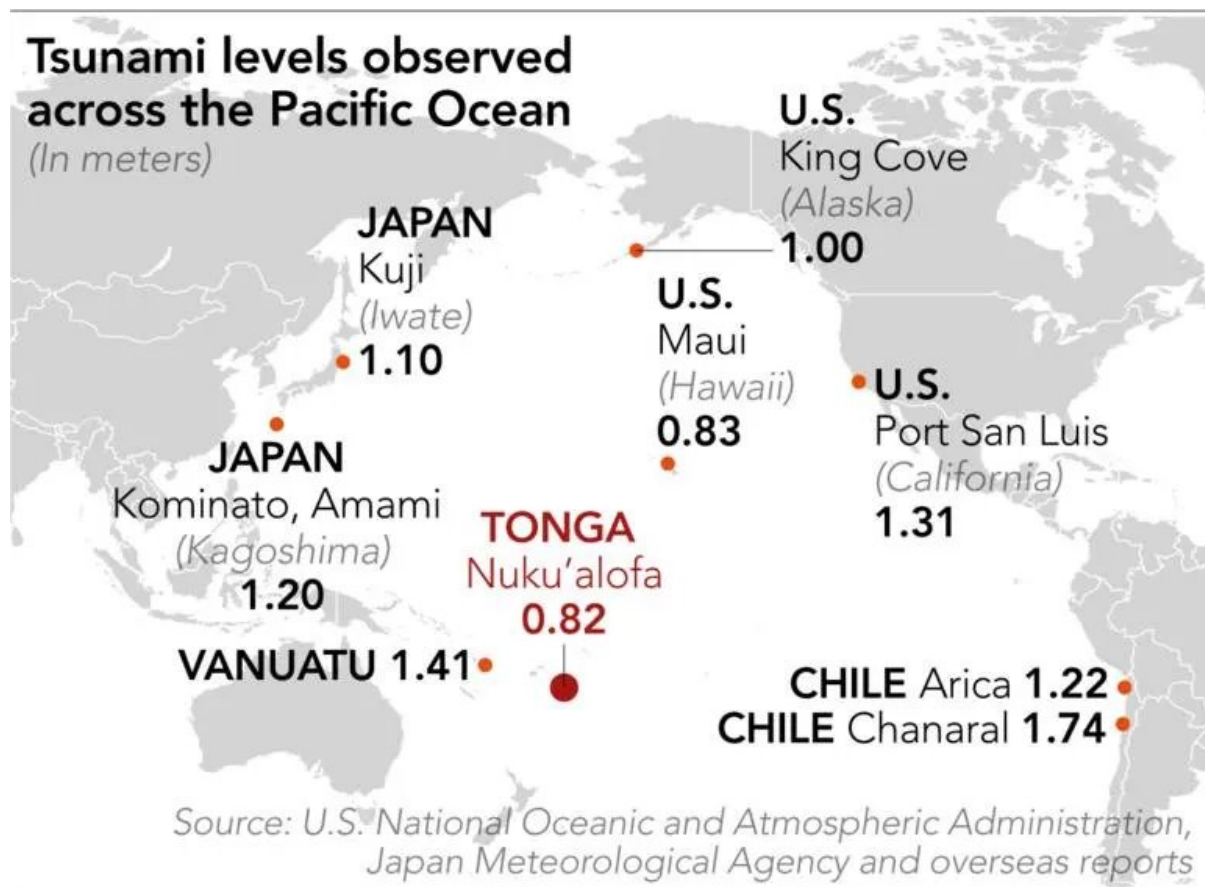 Tsunami levels observed
across the Pacific Ocean
(In meters)
U.S.
King Cove
(Alaska)
1.00
JAPAN
Kuji
(Iwate)
1.10
U.S.
Maui
(Hawaii)
0.83
U.S.
Port San Luis
(California)
1.31
JAPAN
Kominato, Amami
(Kagoshima)
1.20
TONGA
Nuku’alofa
0.82
VANUATU 1.41
CHILE Arica 1.22
CHILE Chanaral 1.74
Source: U.S. National Oceanic and Atmospheric Administration,
Japan Meteorological Agency and overseas reports